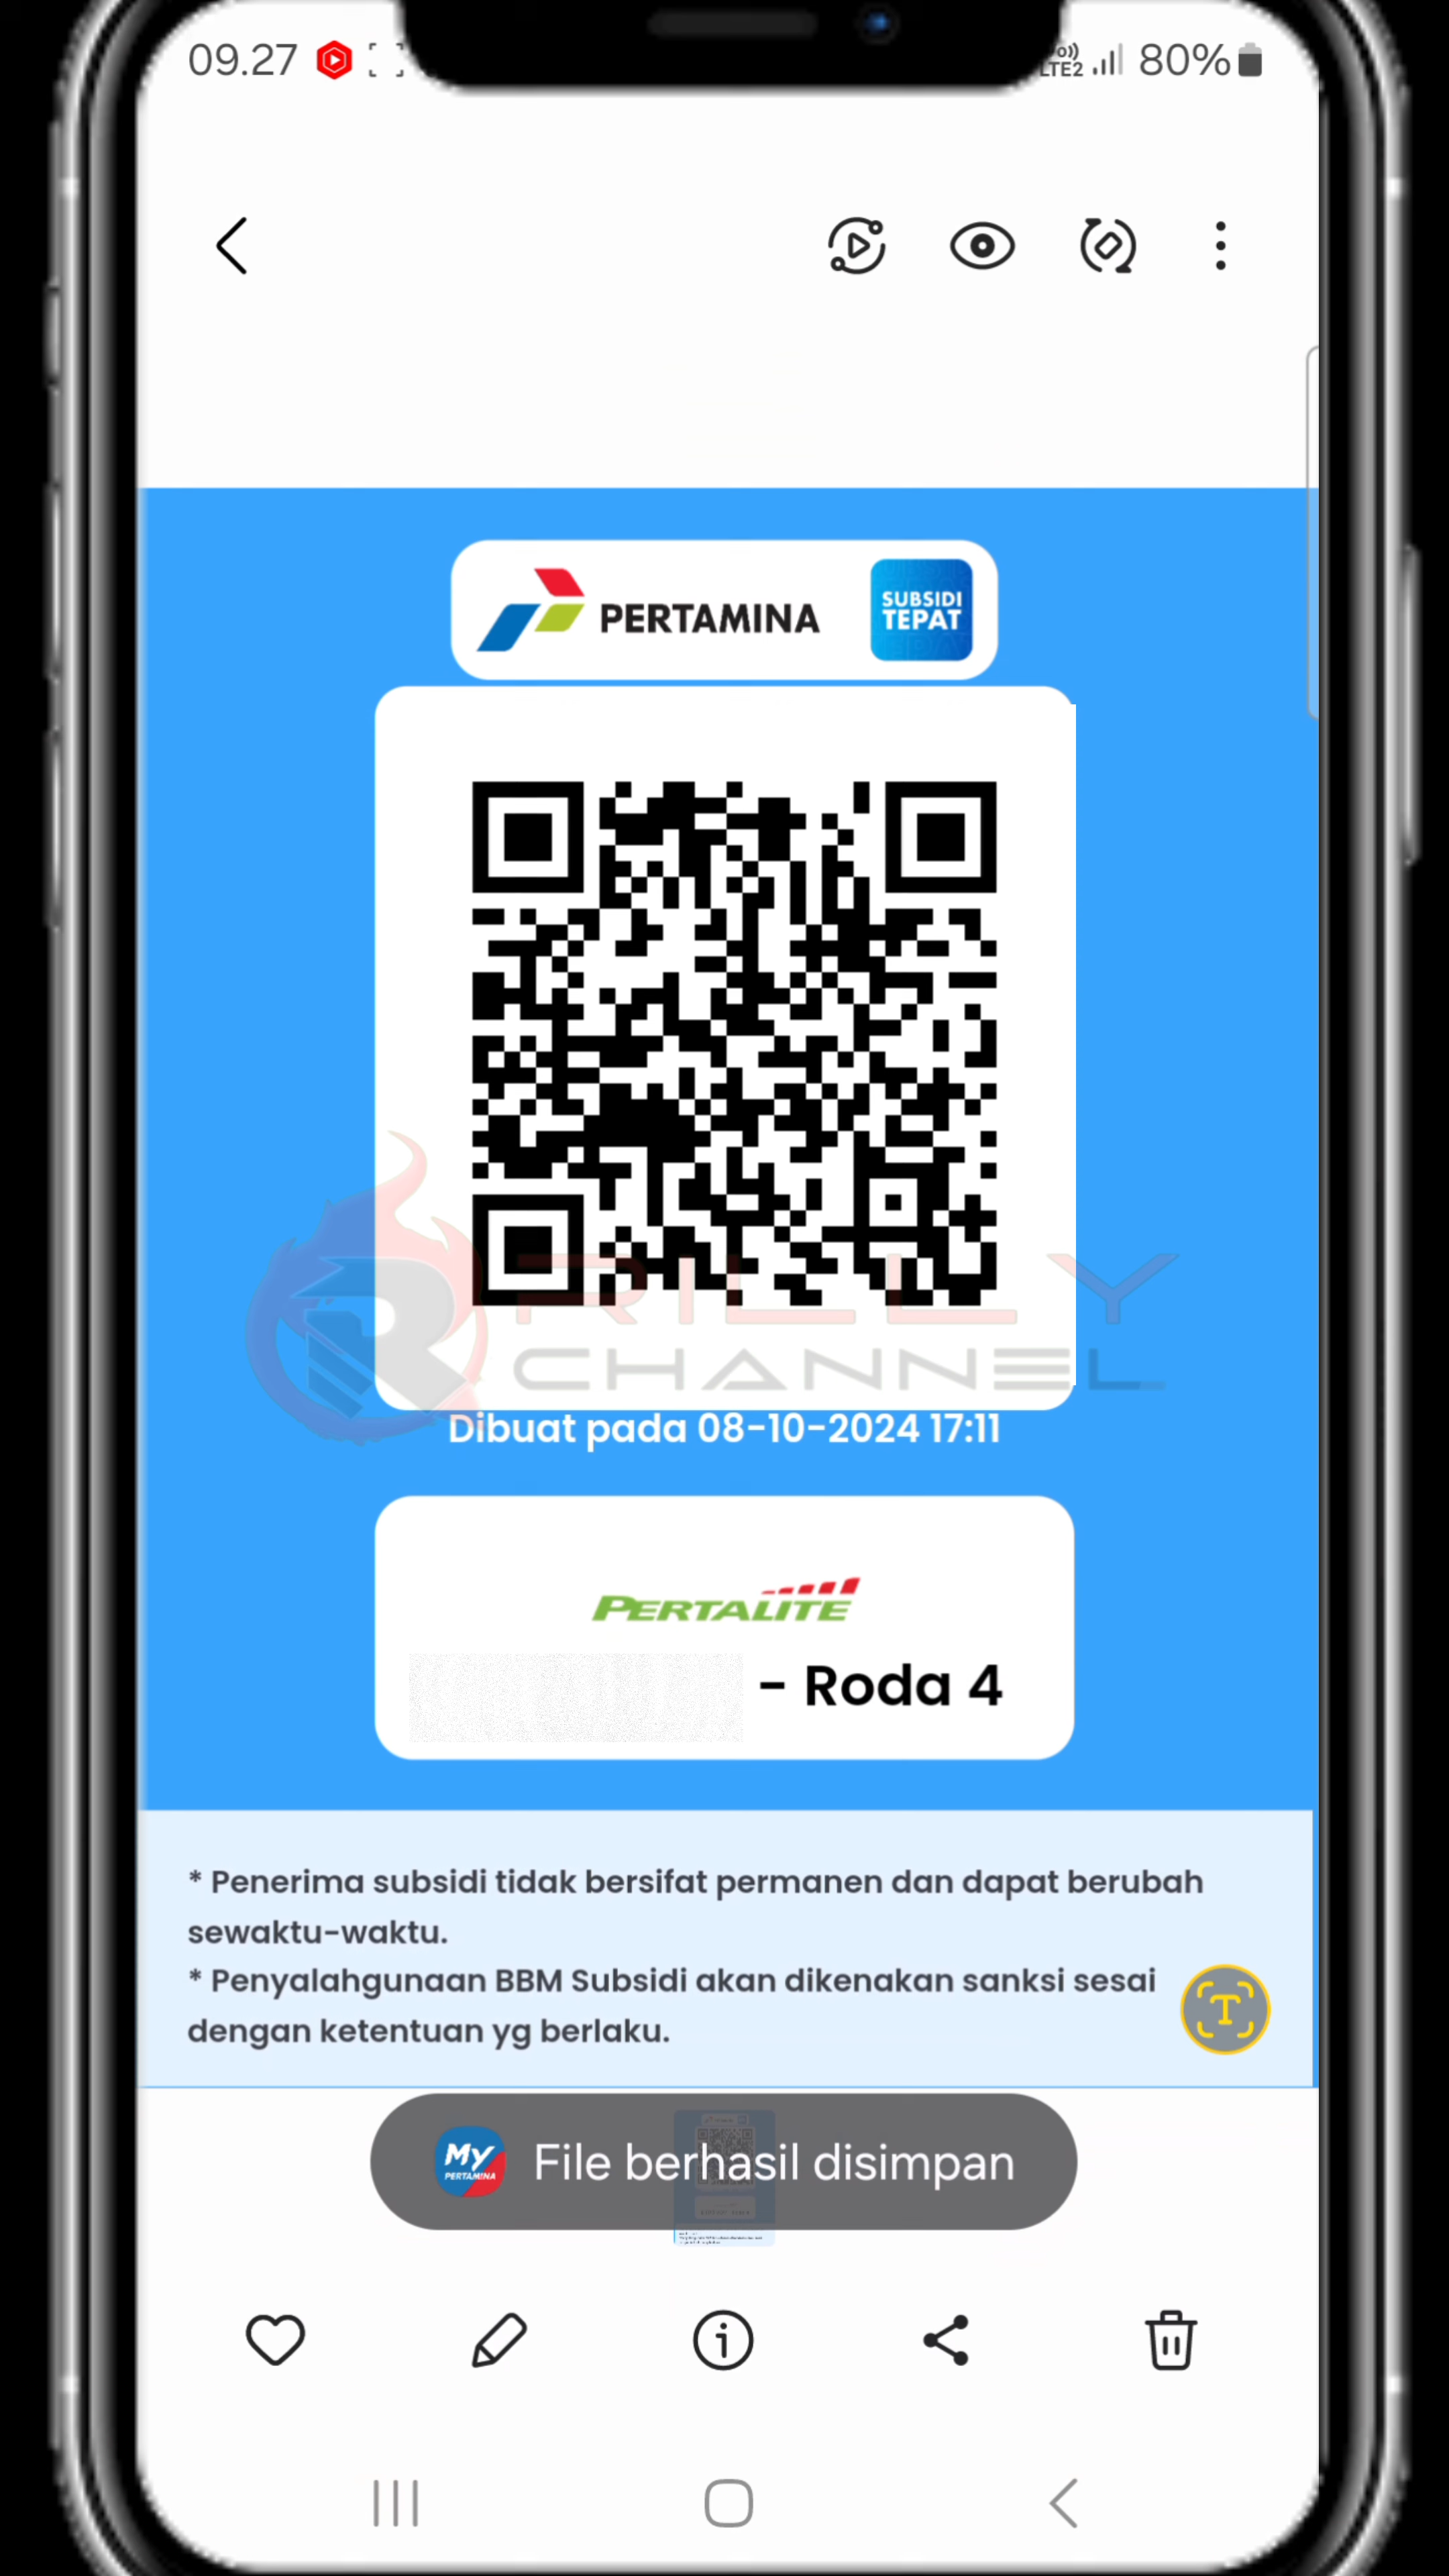 09.27
LTE2 80%
PERTAMINA
SUBSIDI
TEPAT
RILLY
CHANNEL
Dibuat pada 08-10-2024 17:11
PERTALITE
- Roda 4
* Penerima subsidi tidak bersifat permanen dan dapat berubah
sewaktu-waktu.
* Penyalahgunaan BBM Subsidi akan dikenakan sanksi sesai
dengan ketentuan yg berlaku.
T
My
PERTAMINA
File berhasil disimpan